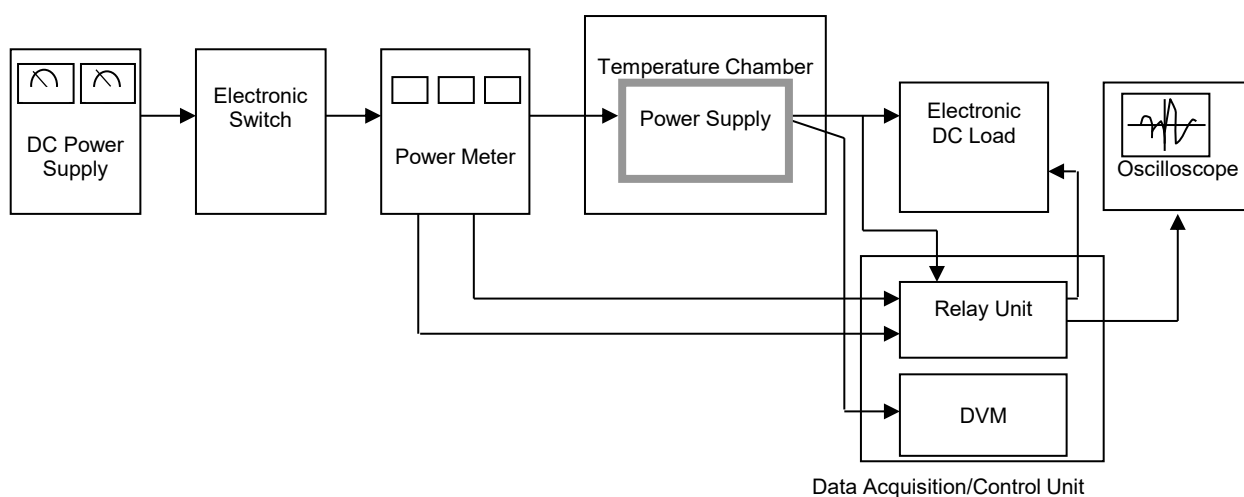 DC Power
Supply
Electronic
Switch
Power Meter
Temperature Chamber
Power Supply
Electronic
DC Load
Oscilloscope
Relay Unit
DVM
Data Acquisition/Control Unit